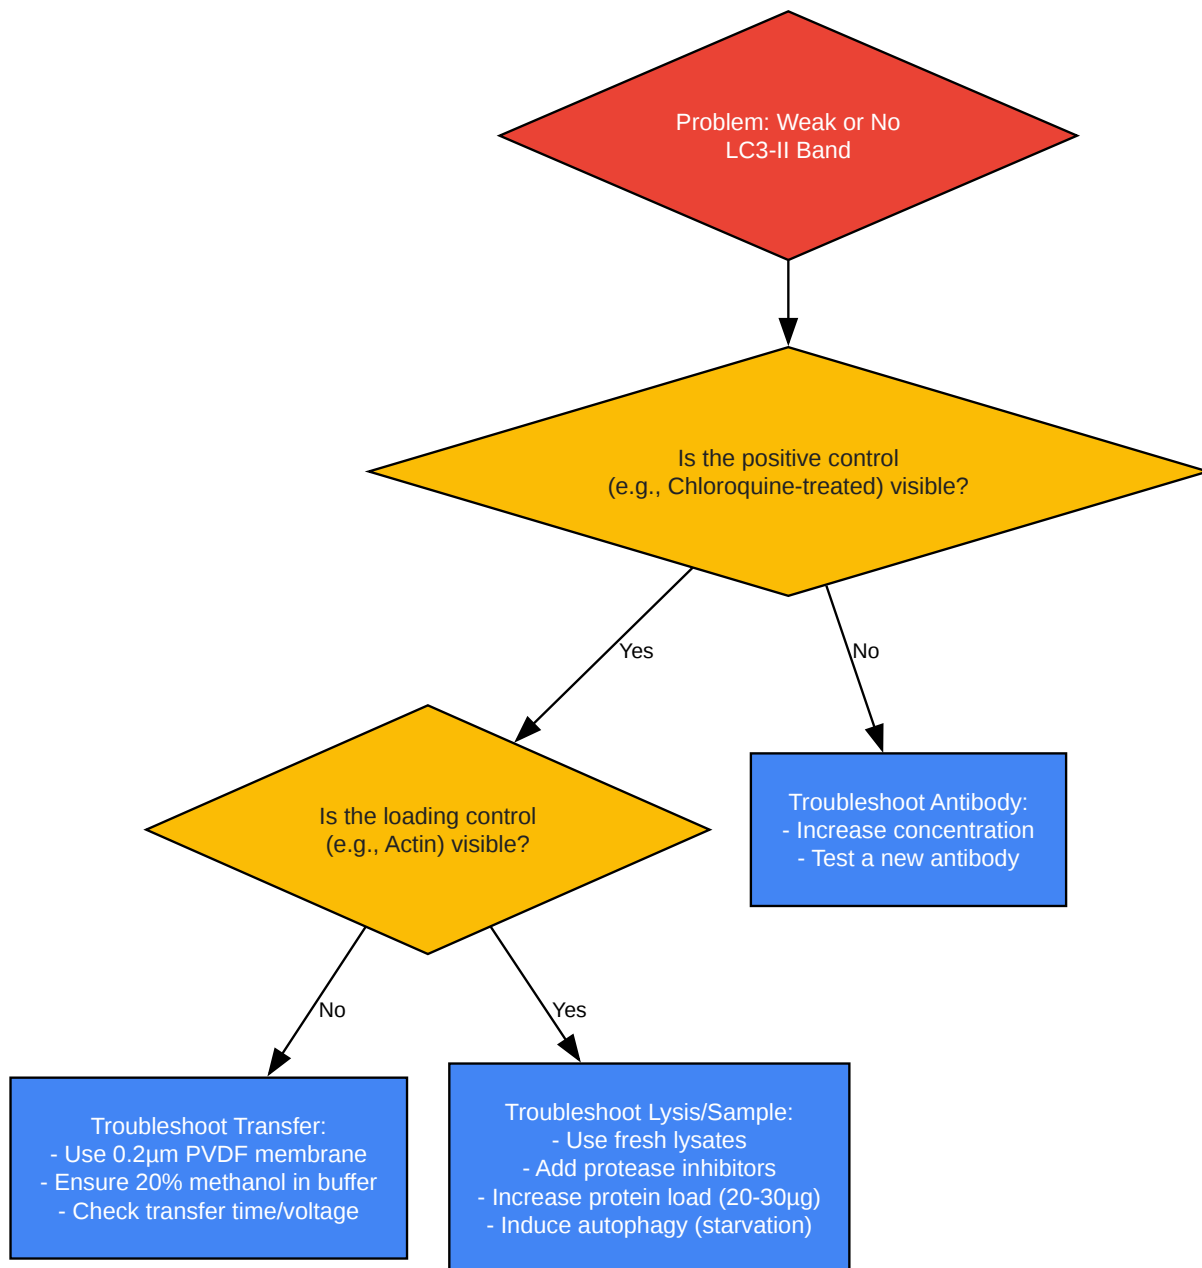 Problem: Weak or No
LC3-II Band
Is the positive control
(e.g., Chloroquine-treated) visible?
Yes
No
Is the loading control
(e.g., Actin) visible?
Troubleshoot Antibody:
- Increase concentration
- Test a new antibody
No
Yes
Troubleshoot Transfer:
- Use 0.2µm PVDF membrane
- Ensure 20% methanol in buffer
- Check transfer time/voltage
Troubleshoot Lysis/Sample:
- Use fresh lysates
- Add protease inhibitors
- Increase protein load (20-30µg)
- Induce autophagy (starvation)